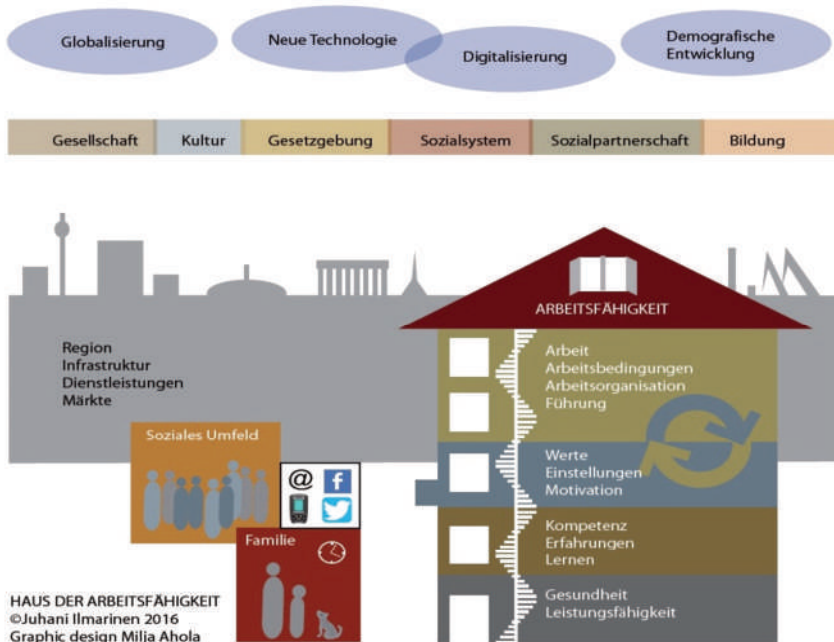 Globalisierung
Neue Technologie
Digitalisierung
Demografische
Entwicklung
Gesellschaft
Kultur
Gesetzgebung
Sozialsystem
Sozialpartnerschaft
Bildung
ARBEITSFÄHIGKEIT
Region
Infrastruktur
Dienstleistungen
Märkte
Arbeit
Arbeitsbedingungen
Arbeitsorganisation
Führung
Soziales Umfeld
@
f
Werte
Einstellungen
Motivation
Familie
Kompetenz
Erfahrungen
Lernen
Gesundheit
Leistungsfähigkeit
HAUS DER ARBEITSFÄHIGKEIT
©Juhani Ilmarinen 2016
Graphic design Milja Ahola